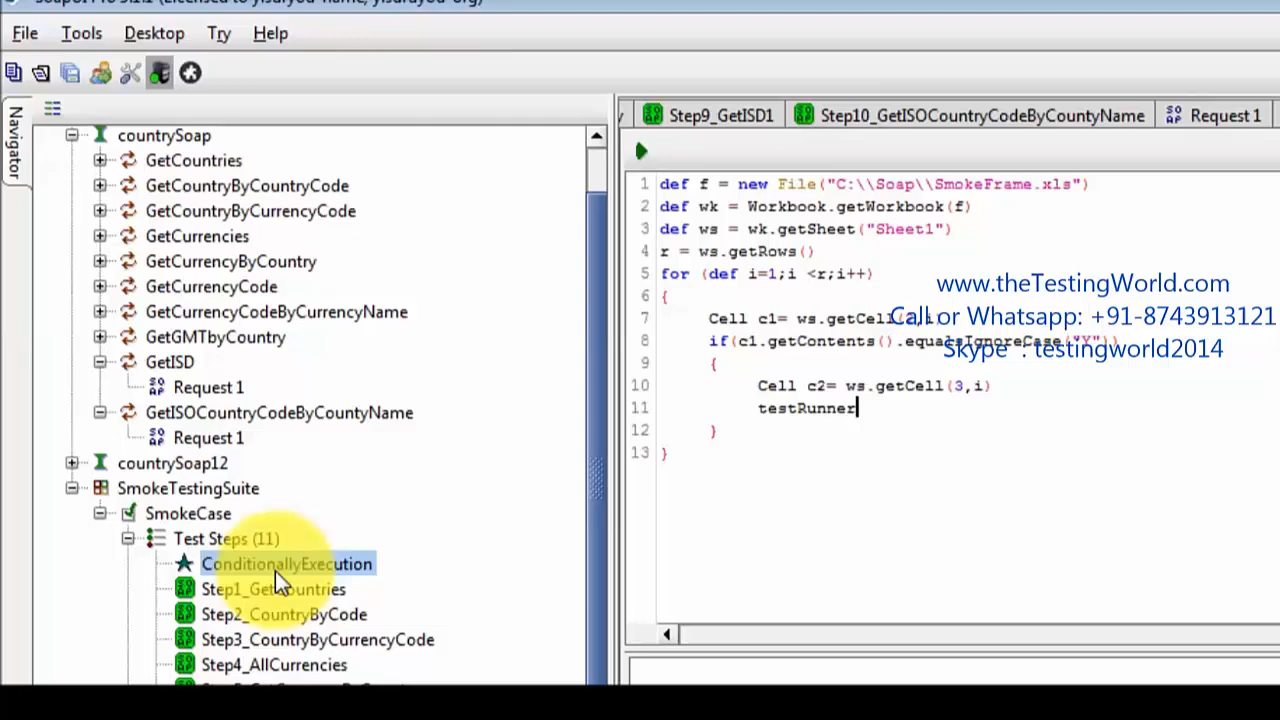 File Tools Desktop Try Help
Navigator
countrySoap
GetCountries
GetCountryByCountryCode
GetCountryByCurrencyCode
GetCurrencies
GetCurrencyByCountry
GetCurrencyCode
GetCurrencyCodeByCurrencyName
GetGMTbyCountry
GetISD
Request 1
GetISOCountryCodeByCountyName
Request 1
countrySoap12
SmokeTestingSuite
SmokeCase
Test Steps (11)
ConditionallyExecution
Step1_GetCountries
Step2_CountryByCode
Step3_CountryByCurrencyCode
Step4_AllCurrencies
Step9_GetISD1 Step10_GetISOCountryCodeByCountyName Request 1
1 def f = new File("C:\\Soap\\SmokeFrame.xls")
2 def wk = Workbook.getWorkbook(f)
3 def ws = wk.getSheet("Sheet1")
4 r = ws.getRows()
5 for (def i=1;i <r;i++)
6 {
7 Cell c1= ws.getCell
8 if(c1.getContents().equalsIgnoreCase("Y"))
9 {
10 Cell c2= ws.getCell(3,i)
11 testRunner
12 }
13 }
www.theTestingWorld.com
Call or Whatsapp: +91-8743913121
Skype : testingworld2014